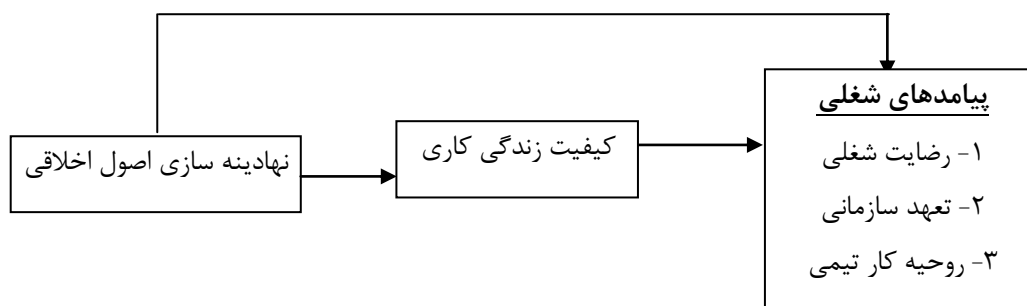 پیامدهای شغلی
۱- رضایت شغلی
۲- تعهد سازمانی
۳- روحیه کار تیمی
کیفیت زندگی کاری
نهادینه سازی اصول اخلاقی